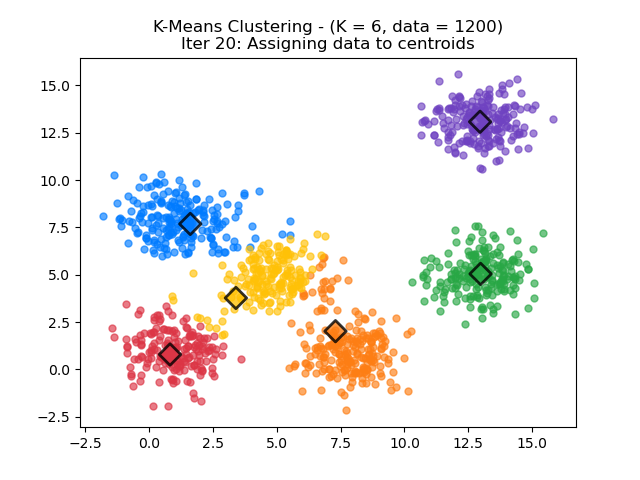 K-Means Clustering - (K = 6, data = 1200)
Iter 20: Assigning data to centroids
15.0
12.5
10.0
7.5
5.0
2.5
0.0
−2.5
−2.5 0.0 2.5 5.0 7.5 10.0 12.5 15.0